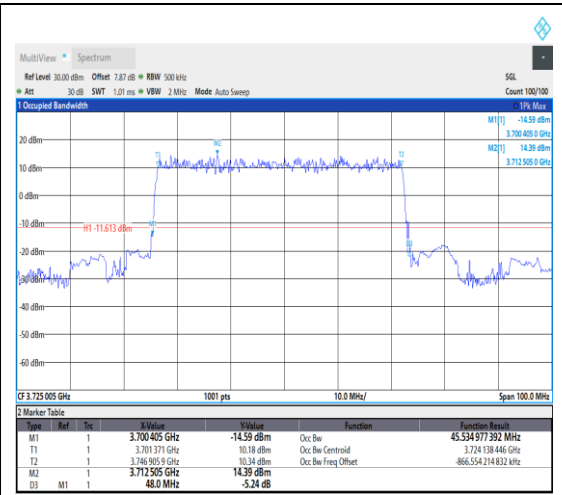 MultiView Spectrum
Ref Level 30.00 dBm Offset 7.87 dB RBW 500 kHz SGL
Att 30 dB SWT 1.01 ms VBW 2 MHz Mode Auto Sweep Count 100/100
1 Occupied Bandwidth 1Pk Max
M1[1] -14.59 dBm
3.700 405 0 GHz
M2[1] 14.39 dBm
3.712 505 0 GHz
20 dBm
T1 M2 T2
10 dBm
0 dBm
-10 dBm
M1
H1 -11.613 dBm
-20 dBm
-30 dBm
-40 dBm
-50 dBm
-60 dBm
CF 3.725 005 GHz 1001 pts 10.0 MHz/ Span 100.0 MHz
2 Marker Table
Type Ref Trc X-Value Y-Value Function Function Result
M1 1 3.700 405 GHz -14.59 dBm Occ Bw 45.534 977 392 MHz
T1 1 3.701 371 GHz 10.18 dBm Occ Bw Centroid 3.724 138 446 GHz
T2 1 3.746 905 9 GHz 10.34 dBm Occ Bw Freq Offset -866.554 214 832 kHz
M2 1 3.712 505 GHz 14.39 dBm
D3 M1 1 48.0 MHz -5.24 dB